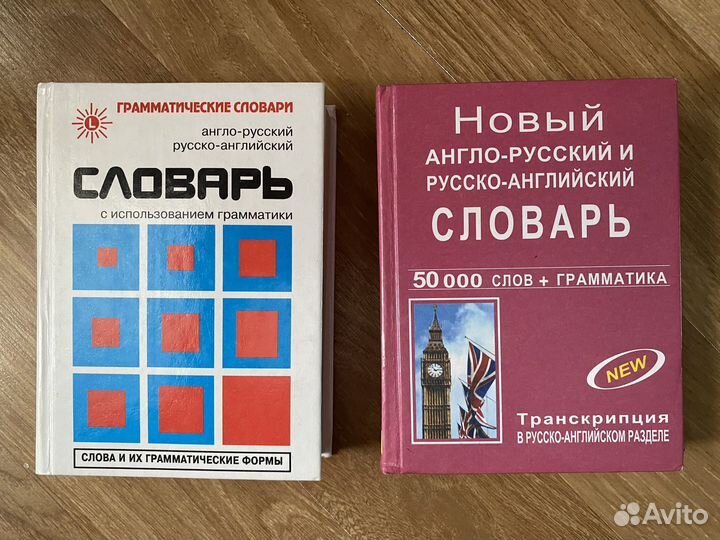 ГРАММАТИЧЕСКИЕ СЛОВАРИ
L
англо-русский
русско-английский
СЛОВАРЬ
с использованием грамматики
СЛОВА И ИХ ГРАММАТИЧЕСКИЕ ФОРМЫ
Новый
АНГЛО-РУССКИЙ И
РУССКО-АНГЛИЙСКИЙ
СЛОВАРЬ
50 000 СЛОВ + ГРАММАТИКА
NEW
Транскрипция
В РУССКО-АНГЛИЙСКОМ РАЗДЕЛЕ
Avito